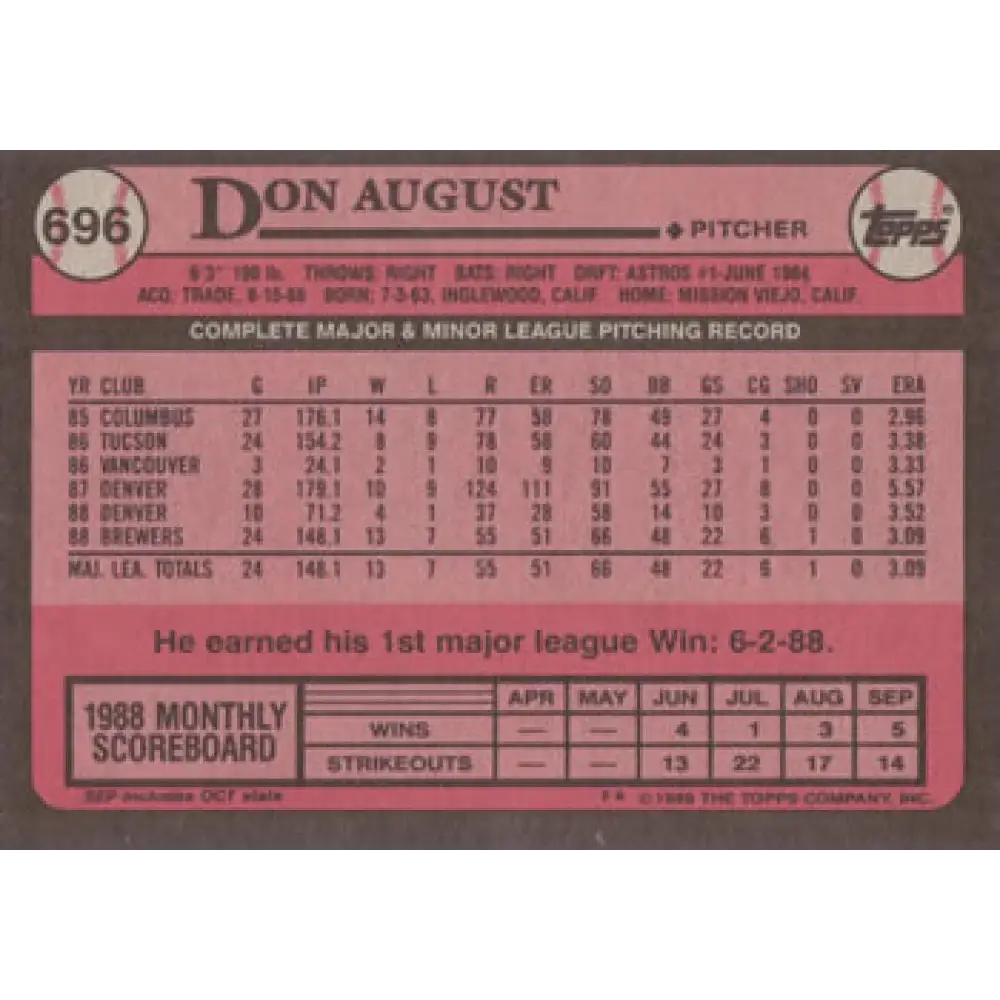 696
DON AUGUST
PITCHER
Topps®
6'3" 190 lb. THROWS: RIGHT BATS: RIGHT DRFT: ASTROS #1-JUNE 1984
ACQ: TRADE, 8-15-86 BORN: 7-3-63, INGLEWOOD, CALIF. HOME: MISSION VIEJO, CALIF.
COMPLETE MAJOR & MINOR LEAGUE PITCHING RECORD
YR CLUB G IP W L R ER SO BB GS CG SHO SV ERA
85 COLUMBUS 27 176.1 14 8 77 58 78 49 27 4 0 0 2.96
86 TUCSON 24 154.2 8 9 78 58 60 44 24 3 0 0 3.38
86 VANCOUVER 3 24.1 2 1 10 9 10 7 3 1 0 0 3.33
87 DENVER 28 179.1 10 9 124 111 91 55 27 8 0 0 5.57
88 DENVER 10 71.2 4 1 37 28 58 14 10 3 0 0 3.52
88 BREWERS 24 148.1 13 7 55 51 66 48 22 6 1 0 3.09
MAJ. LEA. TOTALS 24 148.1 13 7 55 51 66 48 22 6 1 0 3.09
He earned his 1st major league Win: 6-2-88.
1988 MONTHLY SCOREBOARD
APR MAY JUN JUL AUG SEP
WINS — — 4 1 3 5
STRIKEOUTS — — 13 22 17 14
SEP includes OCT stats
F* © 1989 THE TOPPS COMPANY, INC.